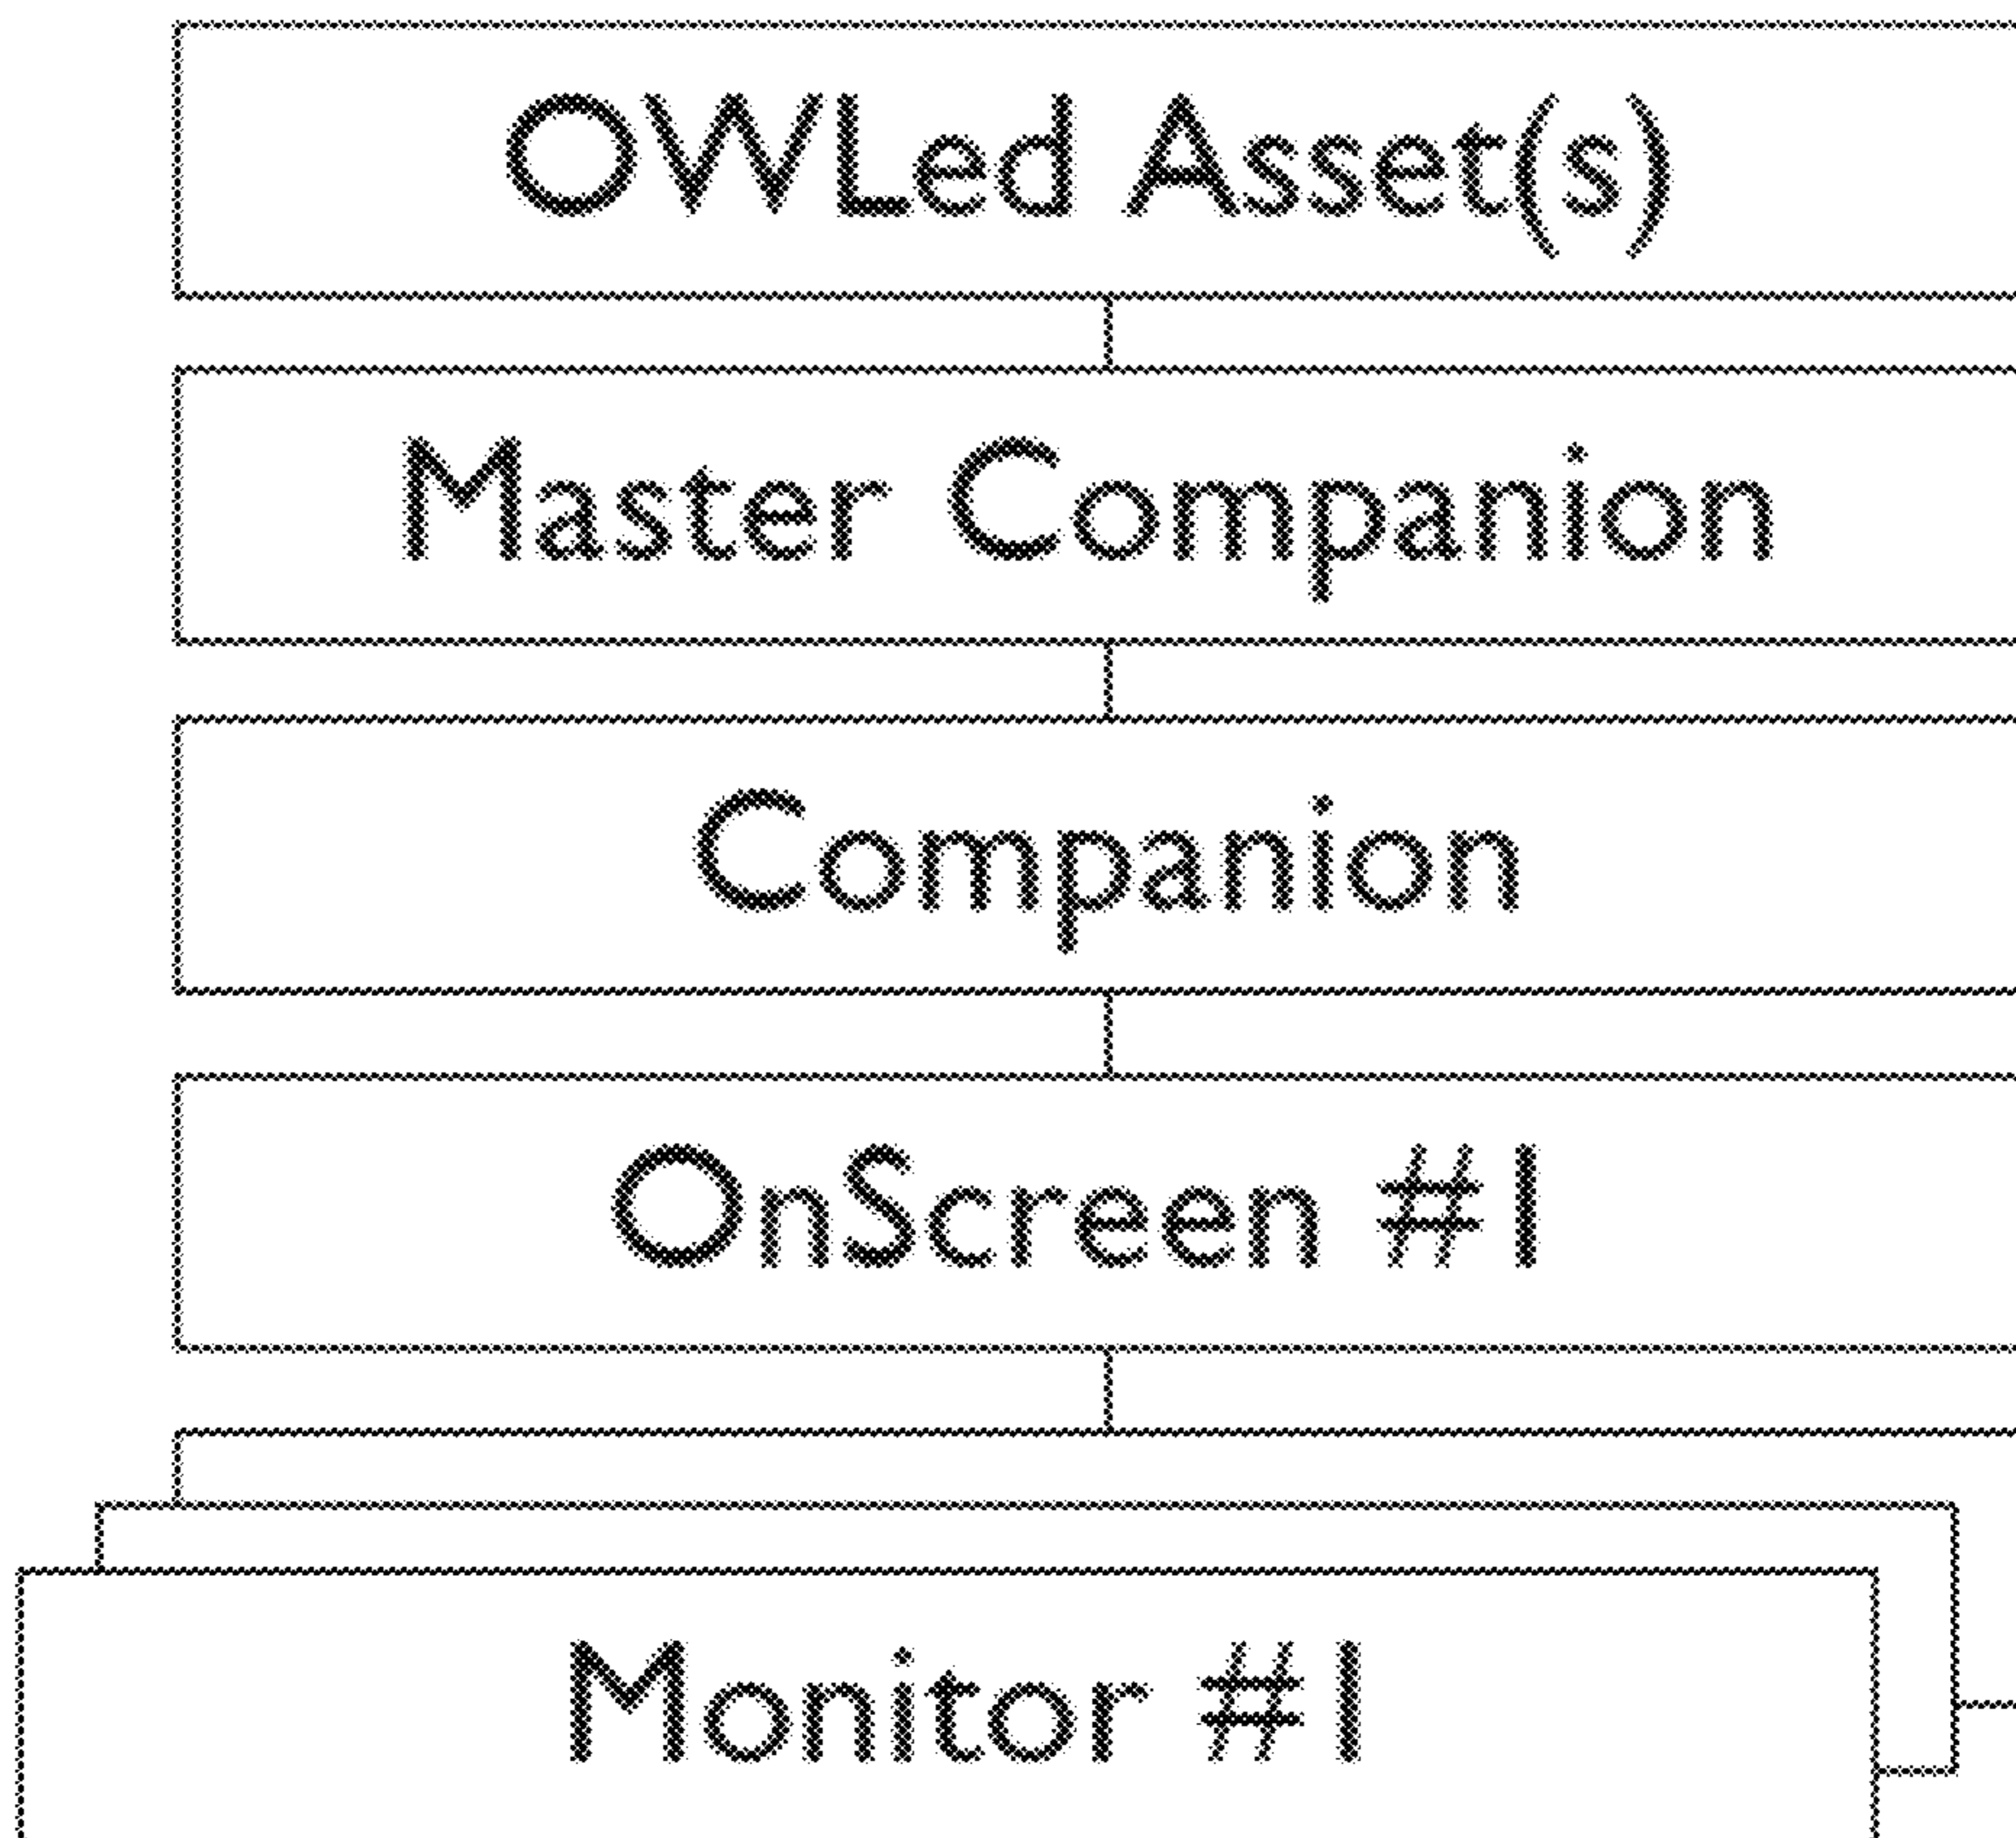 OWLed Asset(s)
Master Companion
Companion
OnScreen #1
Monitor #1